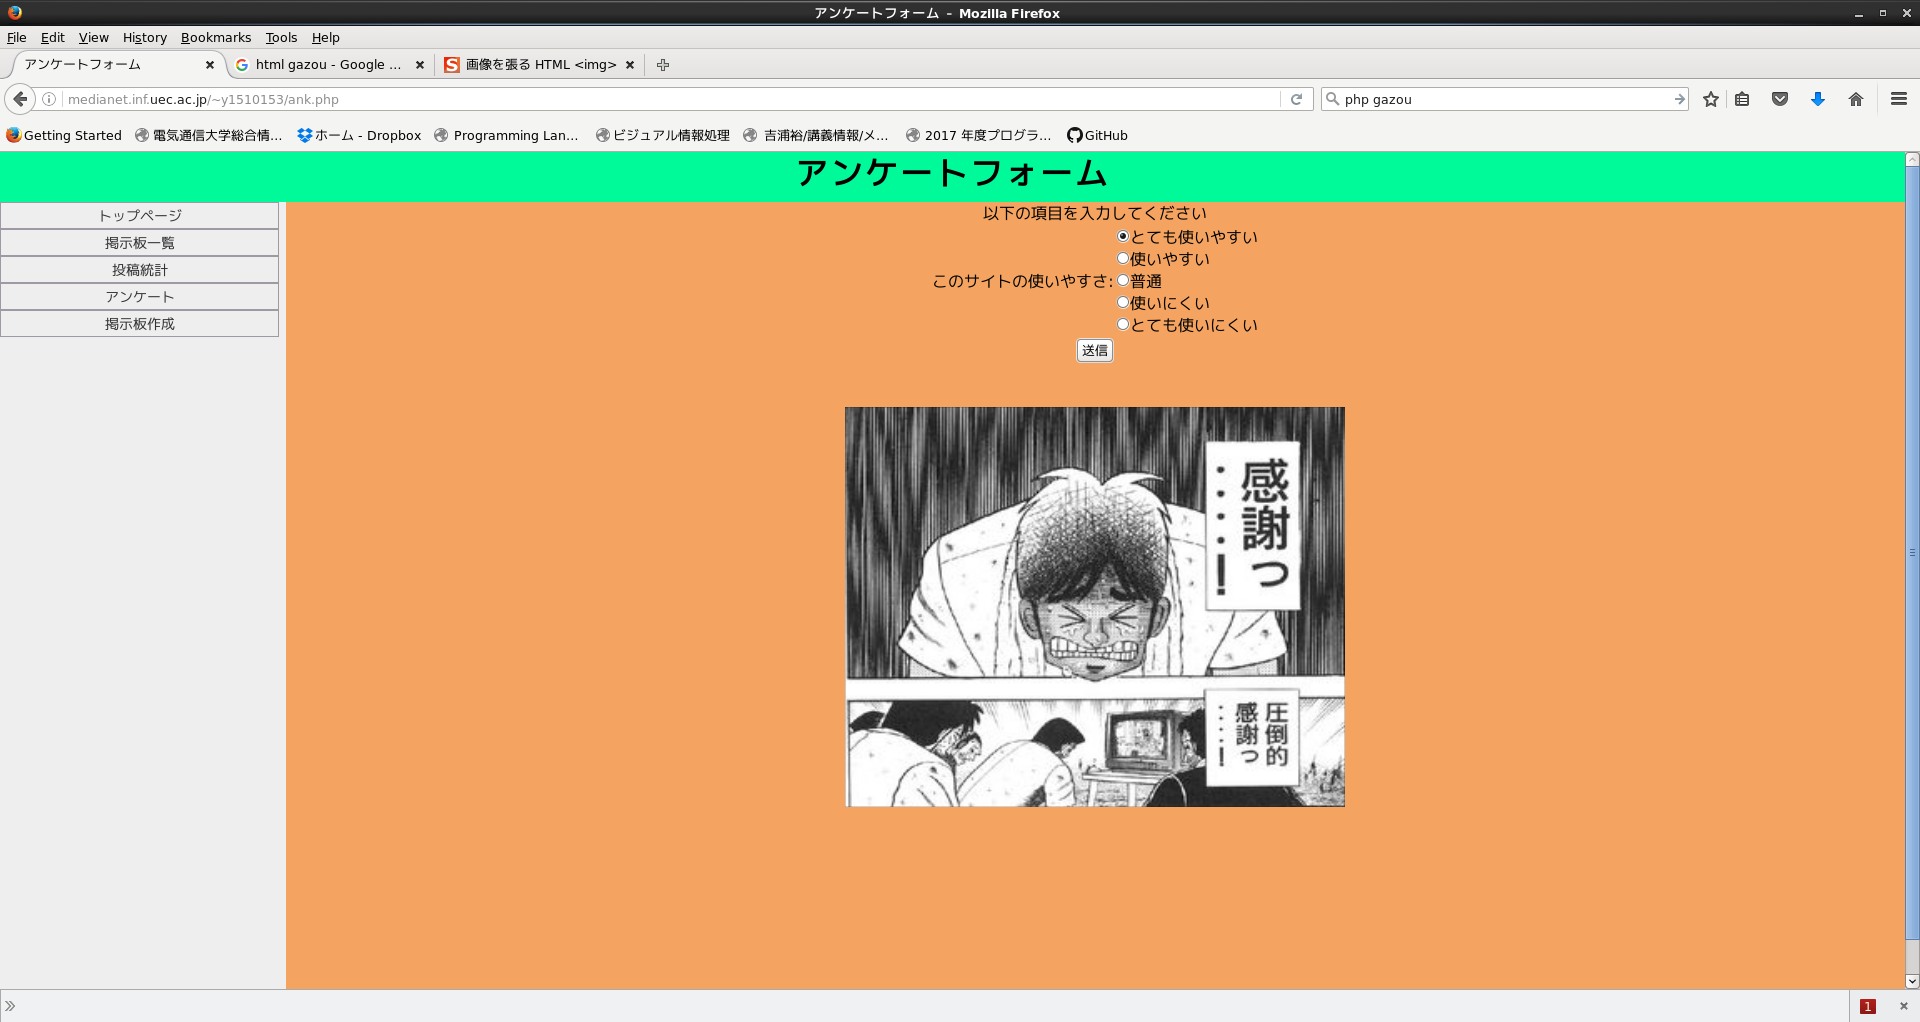 アンケートフォーム - Mozilla Firefox
File Edit View History Bookmarks Tools Help
アンケートフォーム
html gazou - Google ...
画像を張る HTML <img>
medianet.inf.uec.ac.jp/~y1510153/ank.php
php gazou
Getting Started
電気通信大学総合情...
ホーム - Dropbox
Programming Lan...
ビジュアル情報処理
吉浦裕/講義情報/メ...
2017 年度プログラ...
GitHub
アンケートフォーム
トップページ
掲示板一覧
投稿統計
アンケート
掲示板作成
以下の項目を入力してください
このサイトの使いやすさ:
とても使いやすい
使いやすい
普通
使いにくい
とても使いにくい
送信
感謝っ
‥‥!
圧倒的
感謝っ
‥‥!
1